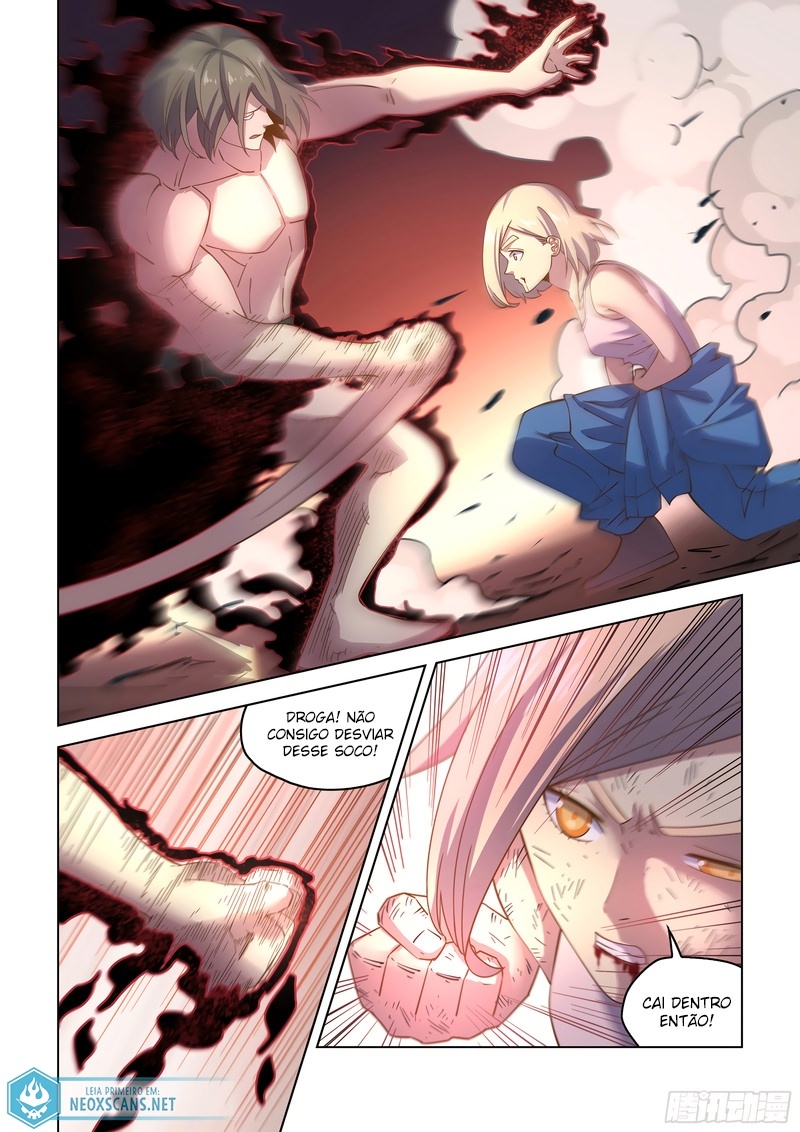 DROGA! NÃO
CONSIGO DESVIAR
DESSE SOCO!
CAI DENTRO
ENTÃO!
LEIA PRIMEIRO EM:
NEOXSCANS.NET
腾讯动漫